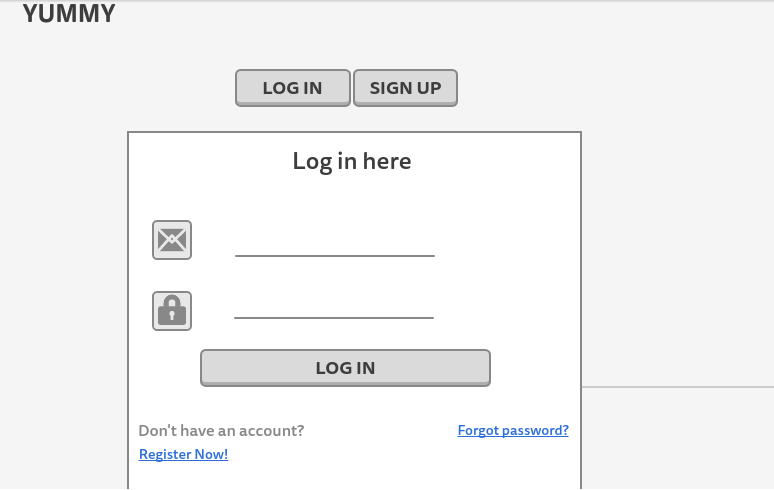 YUMMY
LOG IN SIGN UP
Log in here
LOG IN
Don't have an account? Forgot password?
Register Now!